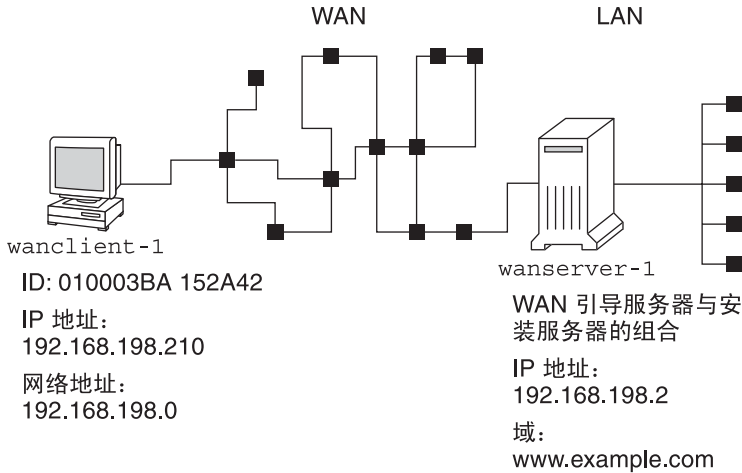 WAN
LAN
wanclient-1
ID: 010003BA 152A42
IP 地址：
192.168.198.210
网络地址：
192.168.198.0
wanserver-1
WAN 引导服务器与安
装服务器的组合
IP 地址：
192.168.198.2
域：
www.example.com